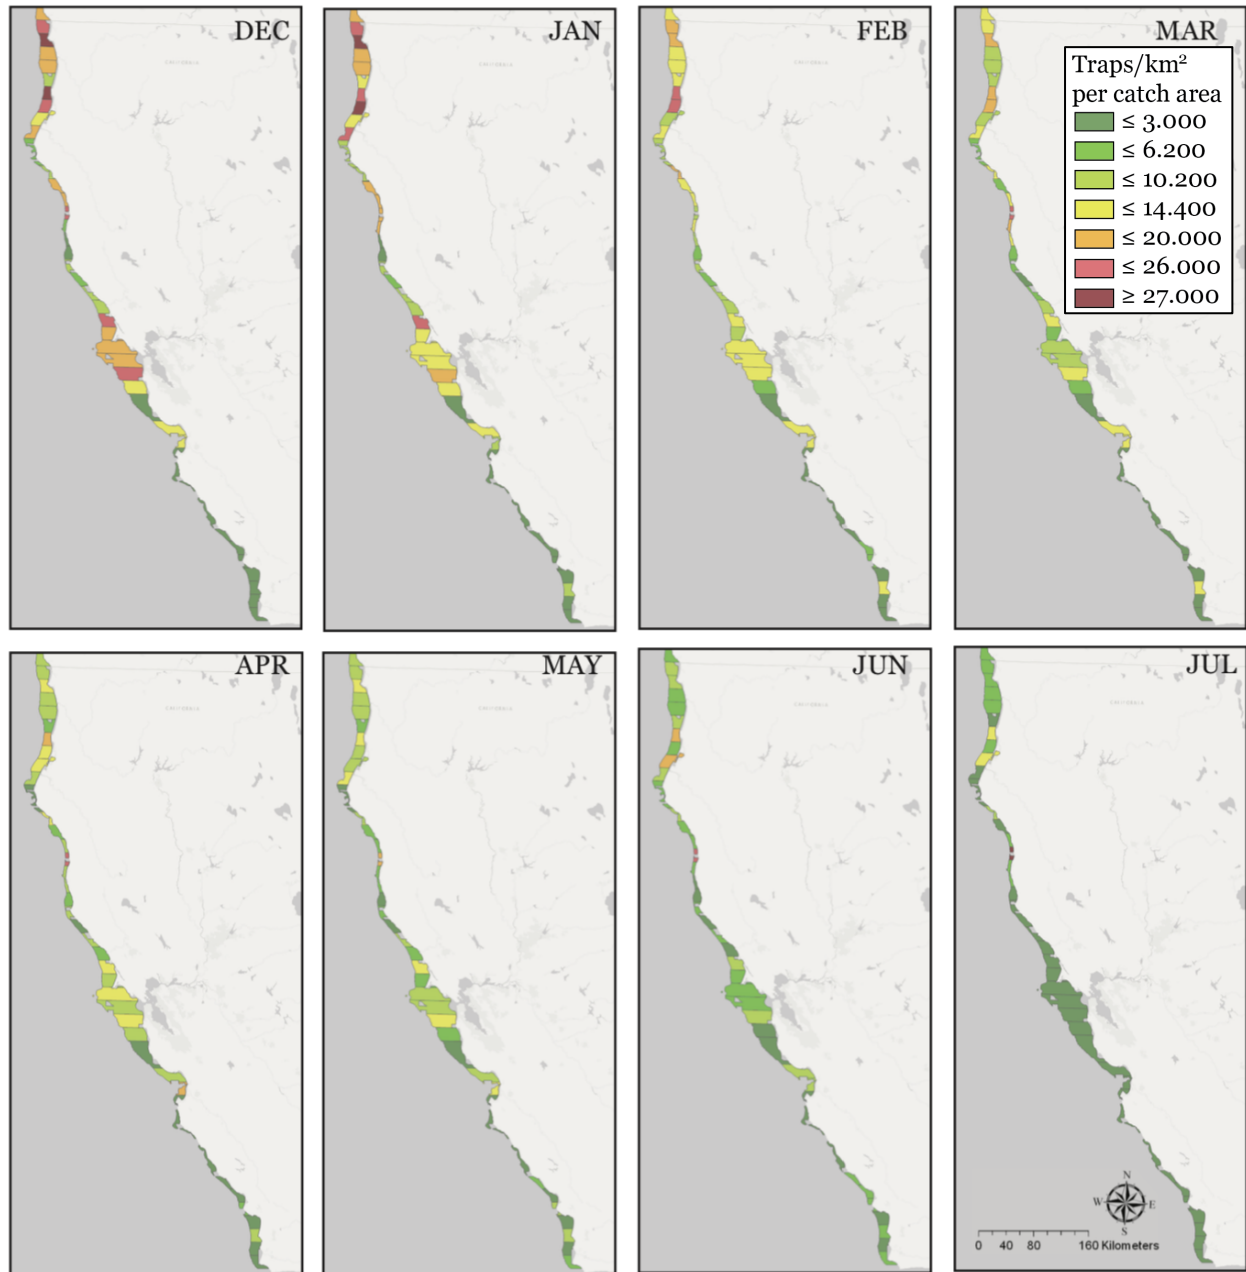 DEC
JAN
FEB
MAR
Traps/km²
per catch area
≤ 3.000
≤ 6.200
≤ 10.200
≤ 14.400
≤ 20.000
≤ 26.000
≥ 27.000
APR
MAY
JUN
JUL
CALIFORNIA
N
W E
S
0 40 80 160 Kilometers